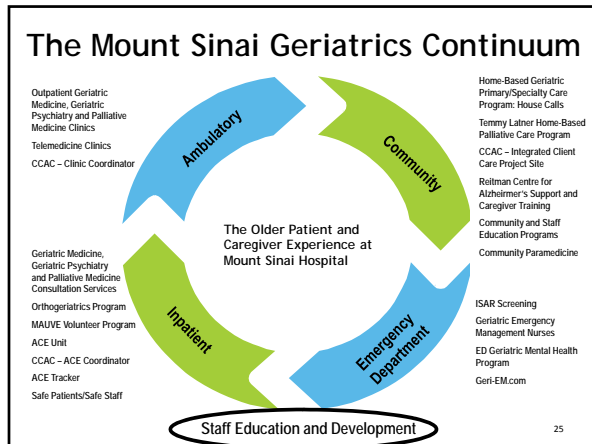 The Mount Sinai Geriatrics Continuum
Outpatient Geriatric
Medicine, Geriatric
Psychiatry and Palliative
Medicine Clinics
Telemedicine Clinics
CCAC – Clinic Coordinator
Ambulatory
Community
Home-Based Geriatric
Primary/Specialty Care
Program: House Calls
Temmy Latner Home-Based
Palliative Care Program
CCAC – Integrated Client
Care Project Site
Reitman Centre for
Alzheirmer's Support and
Caregiver Training
Community and Staff
Education Programs
Community Paramedicine
The Older Patient and
Caregiver Experience at
Mount Sinai Hospital
Geriatric Medicine,
Geriatric Psychiatry
and Palliative Medicine
Consultation Services
Orthogeriatrics Program
MAUVE Volunteer Program
ACE Unit
CCAC – ACE Coordinator
ACE Tracker
Safe Patients/Safe Staff
Inpatient
Emergency
Department
ISAR Screening
Geriatric Emergency
Management Nurses
ED Geriatric Mental Health
Program
Geri-EM.com
Staff Education and Development
25